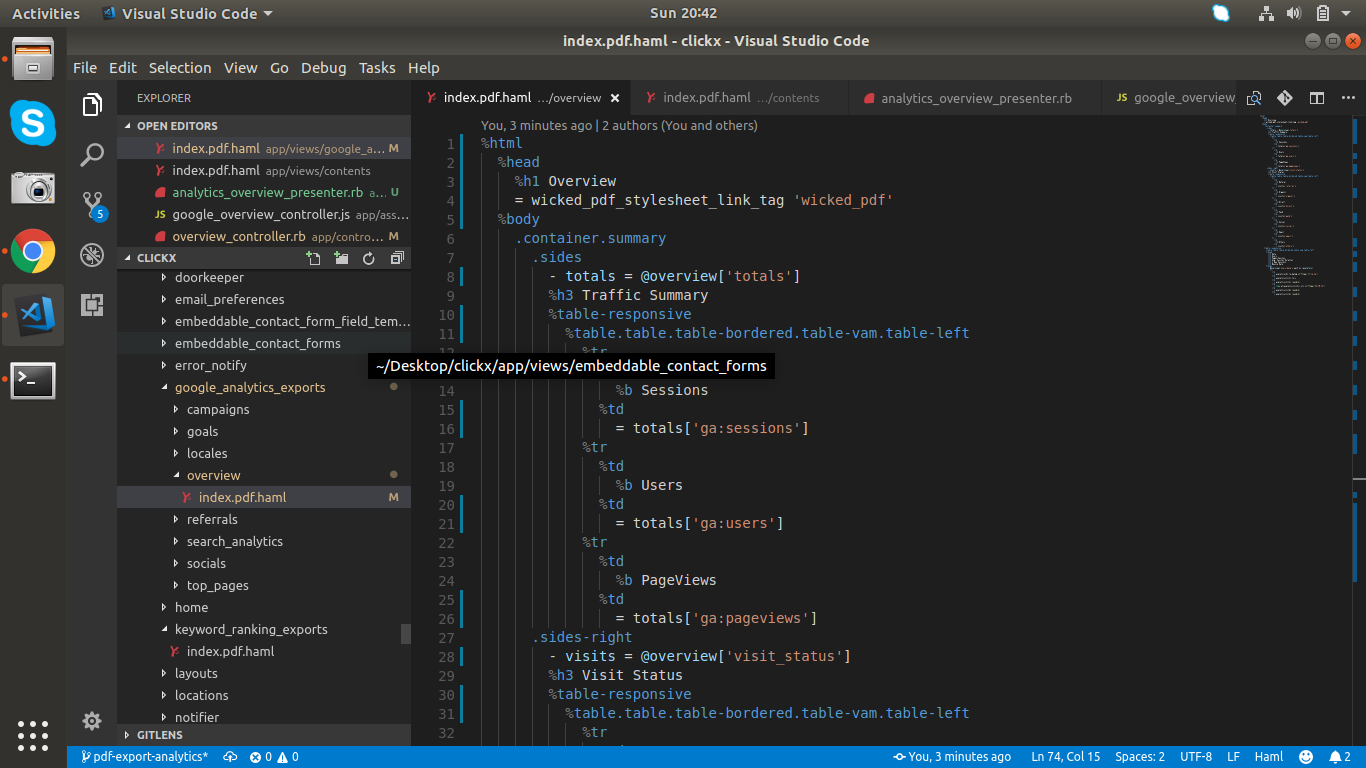 Activities Visual Studio Code Sun 20:42
index.pdf.haml - clickx - Visual Studio Code
File Edit Selection View Go Debug Tasks Help
EXPLORER
OPEN EDITORS
index.pdf.haml app/views/google_a... M
index.pdf.haml app/views/contents
analytics_overview_presenter.rb a... U
google_overview_controller.js app/ass...
overview_controller.rb app/contro... M
CLICKX
doorkeeper
email_preferences
embeddable_contact_form_field_tem...
embeddable_contact_forms
error_notify
google_analytics_exports
campaigns
goals
locales
overview
index.pdf.haml M
referrals
search_analytics
socials
top_pages
home
keyword_ranking_exports
index.pdf.haml
layouts
locations
notifier
GITLENS
5
index.pdf.haml .../overview index.pdf.haml .../contents analytics_overview_presenter.rb JS google_overview
You, 3 minutes ago | 2 authors (You and others)
1 %html
2 %head
3 %h1 Overview
4 = wicked_pdf_stylesheet_link_tag 'wicked_pdf'
5 %body
6 .container.summary
7 .sides
8 - totals = @overview['totals']
9 %h3 Traffic Summary
10 %table-responsive
11 %table.table.table-bordered.table-vam.table-left
%tr
~/Desktop/clickx/app/views/embeddable_contact_forms
14 %b Sessions
15 %td
16 = totals['ga:sessions']
17 %tr
18 %td
19 %b Users
20 %td
21 = totals['ga:users']
22 %tr
23 %td
24 %b PageViews
25 %td
26 = totals['ga:pageviews']
27 .sides-right
28 - visits = @overview['visit_status']
29 %h3 Visit Status
30 %table-responsive
31 %table.table.table-bordered.table-vam.table-left
32 %tr
pdf-export-analytics* 0 0 You, 3 minutes ago Ln 74, Col 15 Spaces: 2 UTF-8 LF Haml 2